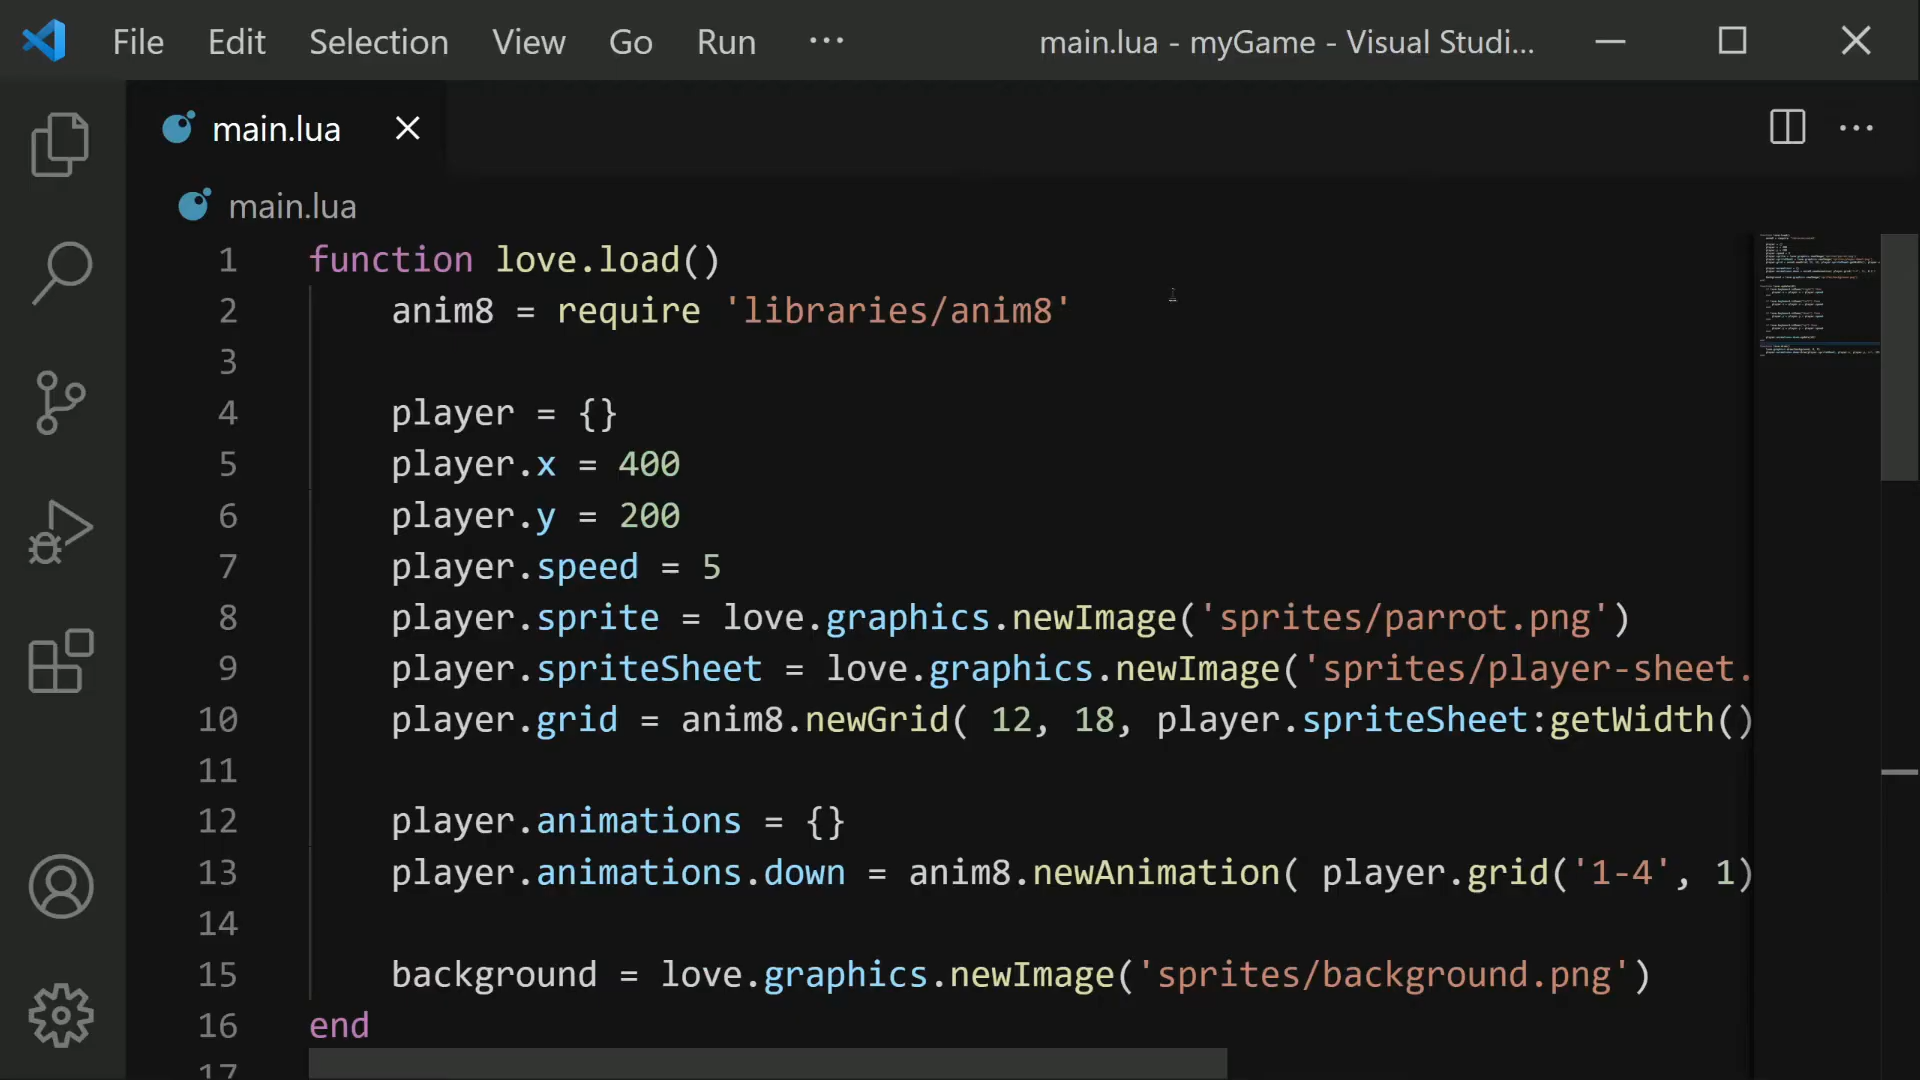 File Edit Selection View Go Run ··· main.lua - myGame - Visual Studi...
main.lua
main.lua
1 function love.load()
2 anim8 = require 'libraries/anim8'
3
4 player = {}
5 player.x = 400
6 player.y = 200
7 player.speed = 5
8 player.sprite = love.graphics.newImage('sprites/parrot.png')
9 player.spriteSheet = love.graphics.newImage('sprites/player-sheet.
10 player.grid = anim8.newGrid( 12, 18, player.spriteSheet:getWidth()
11
12 player.animations = {}
13 player.animations.down = anim8.newAnimation( player.grid('1-4', 1)
14
15 background = love.graphics.newImage('sprites/background.png')
16 end
17